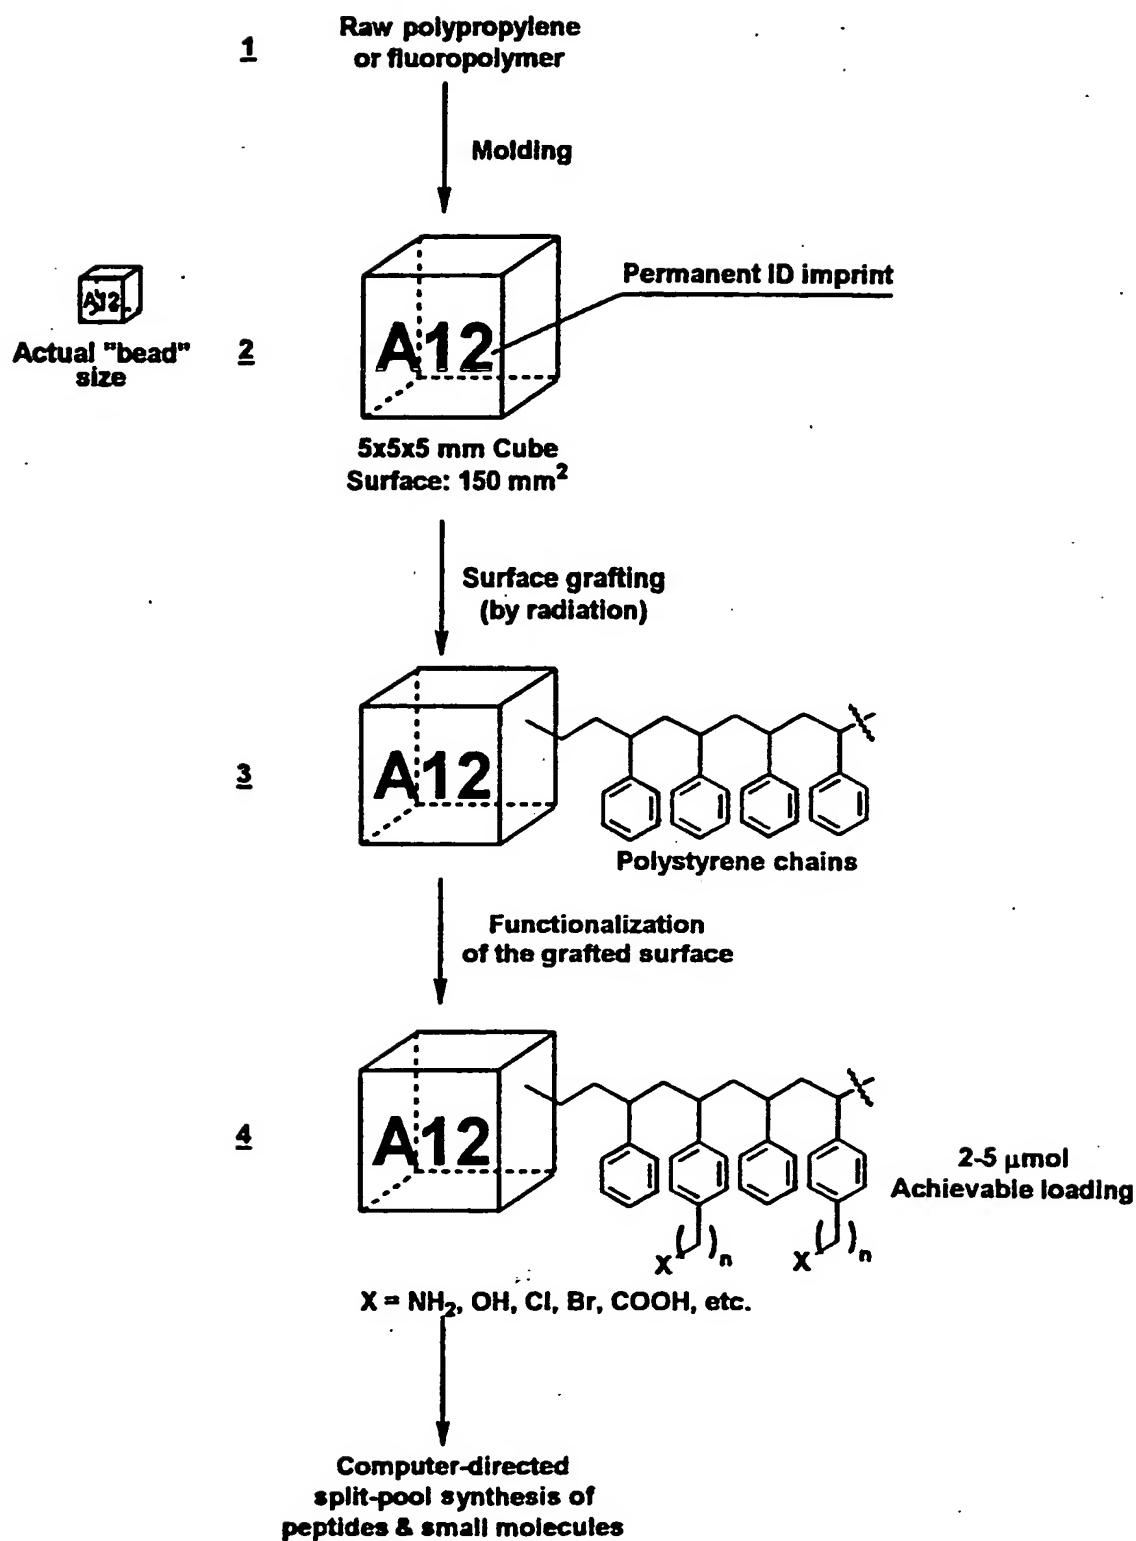 1
Raw polypropylene
or fluoropolymer
Molding
Permanent ID imprint
A12
Actual "bead"
size
2
A12
5x5x5 mm Cube
Surface: 150 mm²
Surface grafting
(by radiation)
3
A12
Polystyrene chains
Functionalization
of the grafted surface
4
A12
2-5 μmol
Achievable loading
X ( )n
X ( )n
X = NH₂, OH, Cl, Br, COOH, etc.
Computer-directed
split-pool synthesis of
peptides & small molecules